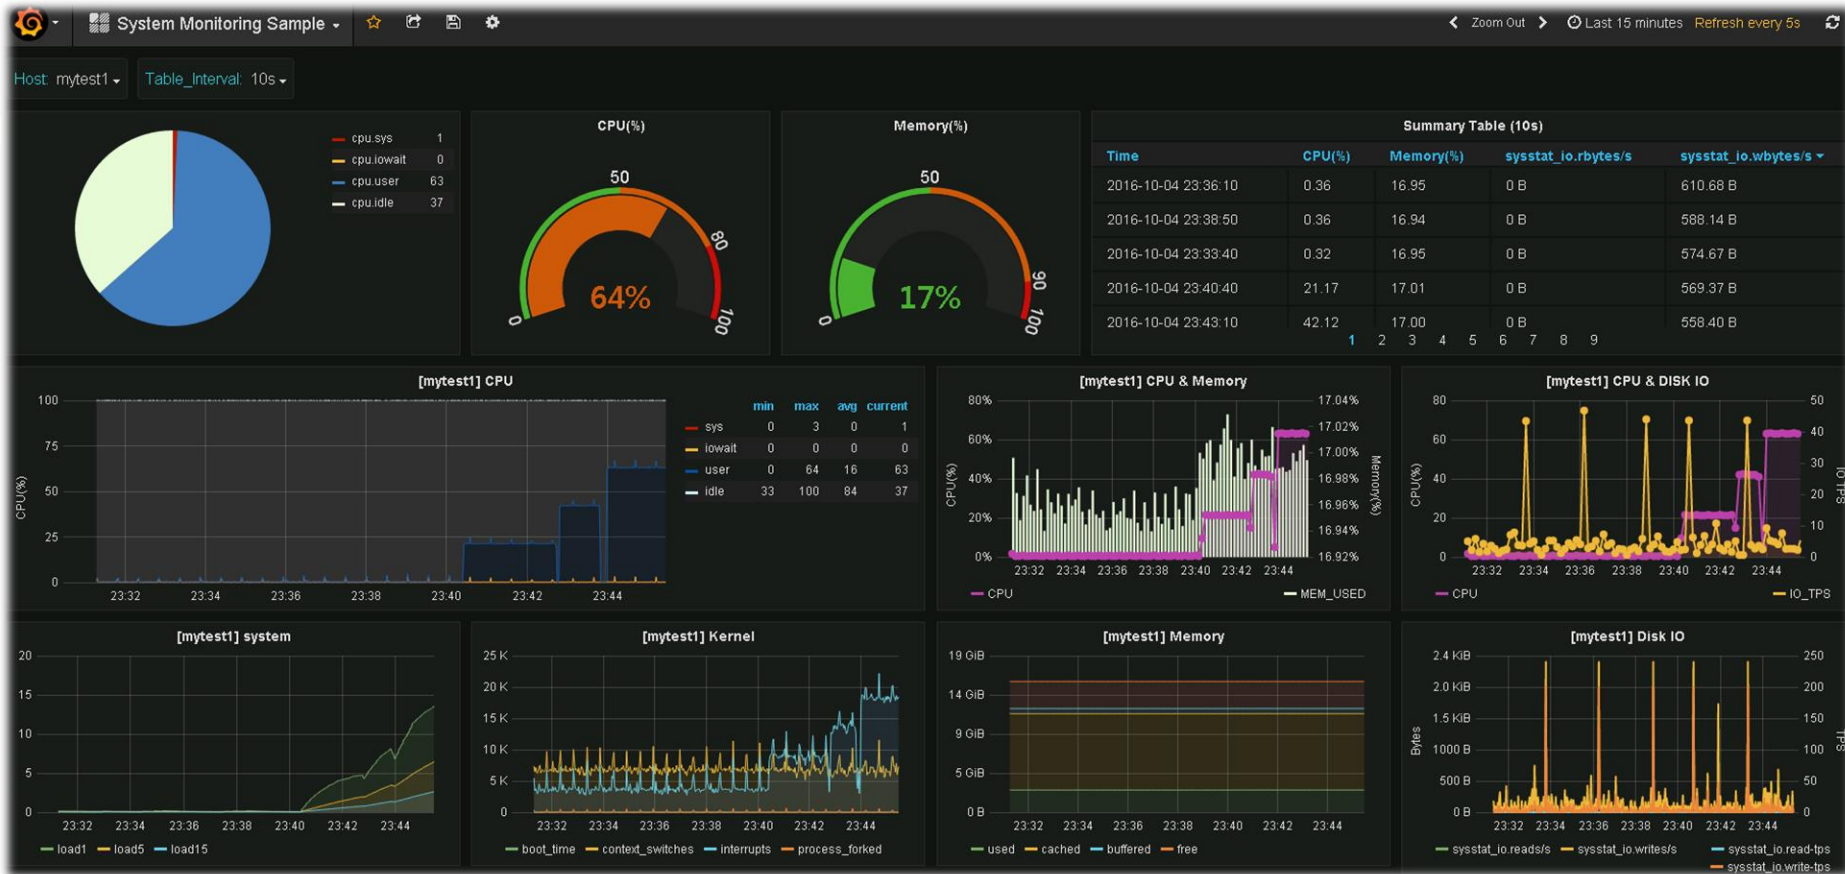 System Monitoring Sample
Zoom Out
Last 15 minutes Refresh every 5s
Host: mytest1
Table_Interval: 10s
cpu.sys 1
cpu.iowait 0
cpu.user 63
cpu.idle 37
CPU(%)
0 50 80 100
64%
Memory(%)
0 50 90 100
17%
Summary Table (10s)
Time CPU(%) Memory(%) sysstat_io.rbytes/s sysstat_io.wbytes/s
2016-10-04 23:36:10 0.36 16.95 0 B 610.68 B
2016-10-04 23:38:50 0.36 16.94 0 B 588.14 B
2016-10-04 23:33:40 0.32 16.95 0 B 574.67 B
2016-10-04 23:40:40 21.17 17.01 0 B 569.37 B
2016-10-04 23:43:10 42.12 17.00 0 B 558.40 B
1 2 3 4 5 6 7 8 9
[mytest1] CPU
CPU(%)
100
75
50
25
0
23:32 23:34 23:36 23:38 23:40 23:42 23:44
min max avg current
sys 0 3 0 1
iowait 0 0 0 0
user 0 64 16 63
idle 33 100 84 37
[mytest1] CPU & Memory
CPU(%)
80%
60%
40%
20%
0%
17.04%
17.02%
17.00%
16.98%
16.96%
16.94%
16.92%
Memory(%)
23:32 23:34 23:36 23:38 23:40 23:42 23:44
CPU MEM_USED
[mytest1] CPU & DISK IO
CPU(%)
80
60
40
20
0
50
40
30
20
10
0
IO TPS
23:32 23:34 23:36 23:38 23:40 23:42 23:44
CPU IO_TPS
[mytest1] system
20
15
10
5
0
23:32 23:34 23:36 23:38 23:40 23:42 23:44
load1 load5 load15
[mytest1] Kernel
25 K
20 K
15 K
10 K
5 K
0
23:32 23:34 23:36 23:38 23:40 23:42 23:44
boot_time context_switches interrupts process_forked
[mytest1] Memory
19 GiB
14 GiB
9 GiB
5 GiB
0 B
23:32 23:34 23:36 23:38 23:40 23:42 23:44
used cached buffered free
[mytest1] Disk IO
Bytes
2.4 KiB
2.0 KiB
1.5 KiB
1000 B
500 B
0 B
250
200
150
100
50
0
TPS
23:32 23:34 23:36 23:38 23:40 23:42 23:44
sysstat_io.reads/s sysstat_io.writes/s sysstat_io.read-tps
sysstat_io.write-tps